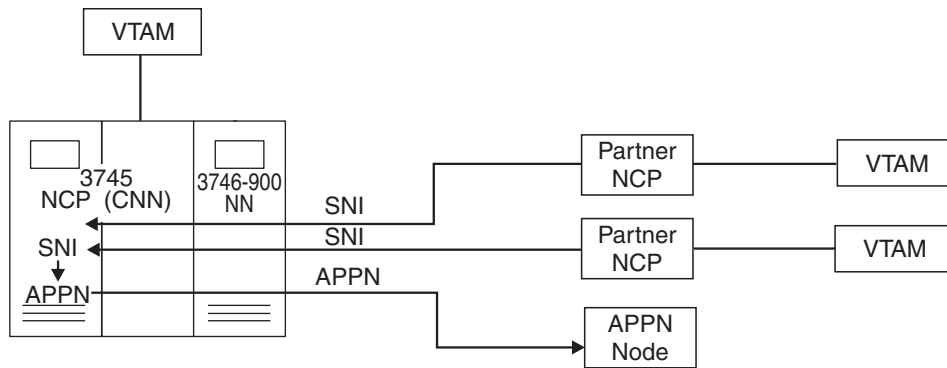 VTAM
3745
NCP (CNN)
3746-900
NN
SNI
SNI
SNI
APPN
APPN
Partner
NCP
VTAM
Partner
NCP
VTAM
APPN
Node